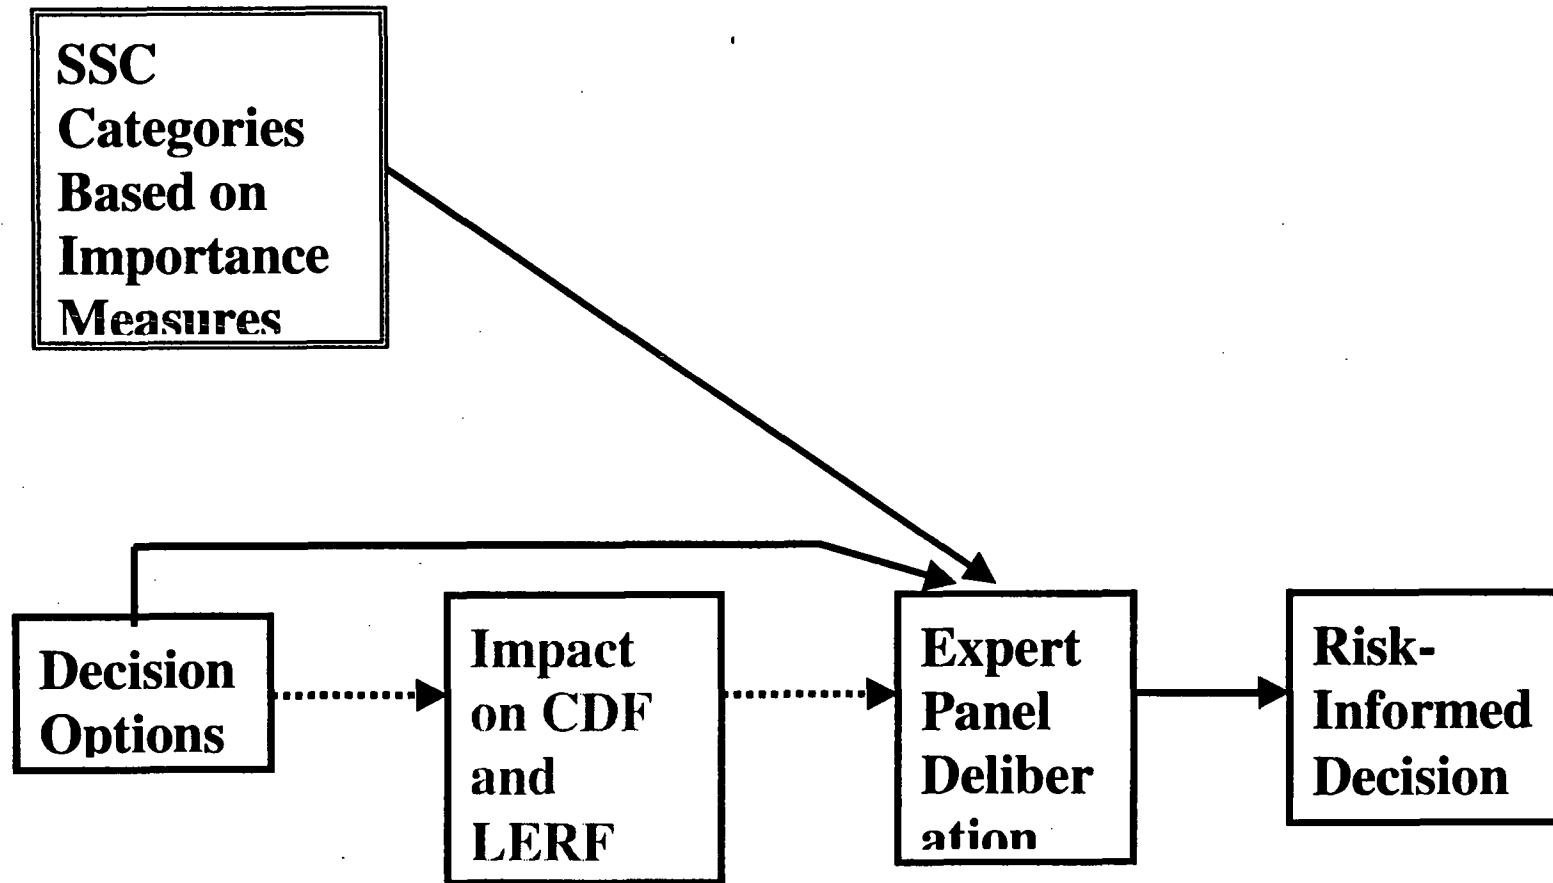 SSC
Categories
Based on
Importance
Measures
Decision
Options
Impact
on CDF
and
LERF
Expert
Panel
Deliber
ation
Risk-
Informed
Decision